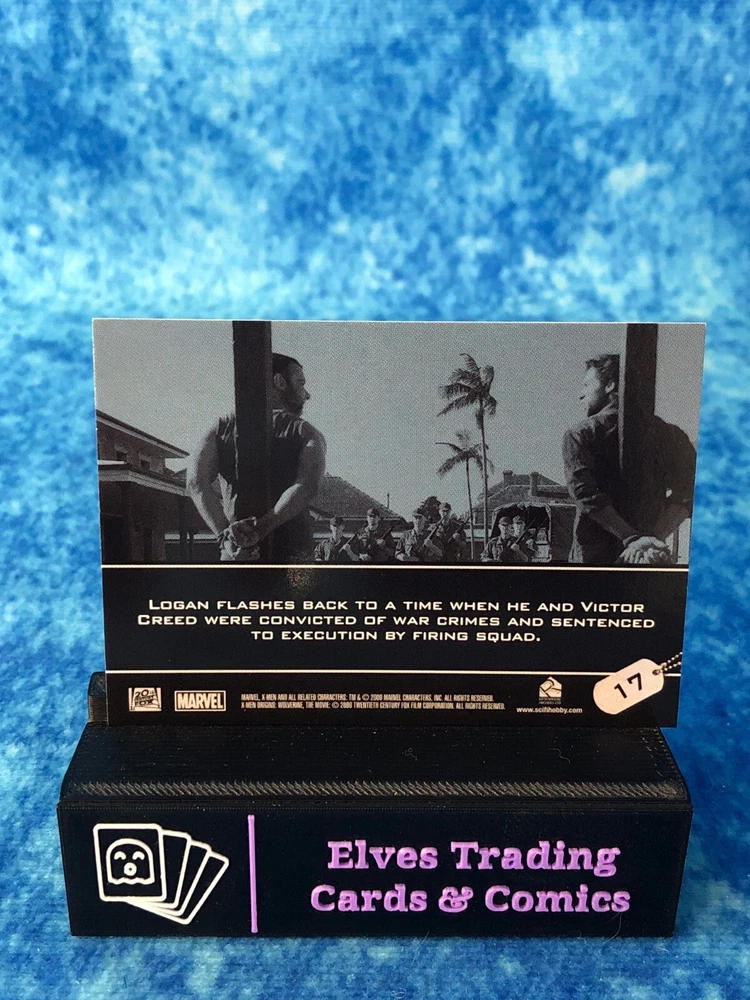 LOGAN FLASHES BACK TO A TIME WHEN HE AND VICTOR
CREED WERE CONVICTED OF WAR CRIMES AND SENTENCED
TO EXECUTION BY FIRING SQUAD.
20th CENTURY FOX
MARVEL
MARVEL, X-MEN AND ALL RELATED CHARACTERS: TM & © 2009 MARVEL CHARACTERS, INC. ALL RIGHTS RESERVED.
X-MEN ORIGINS: WOLVERINE, THE MOVIE: © 2009 TWENTIETH CENTURY FOX FILM CORPORATION. ALL RIGHTS RESERVED.
www.scifihobby.com
17
Elves Trading
Cards & Comics